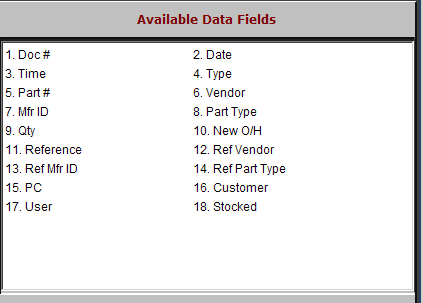 Available Data Fields
1. Doc # 2. Date
3. Time 4. Type
5. Part # 6. Vendor
7. Mfr ID 8. Part Type
9. Qty 10. New O/H
11. Reference 12. Ref Vendor
13. Ref Mfr ID 14. Ref Part Type
15. PC 16. Customer
17. User 18. Stocked